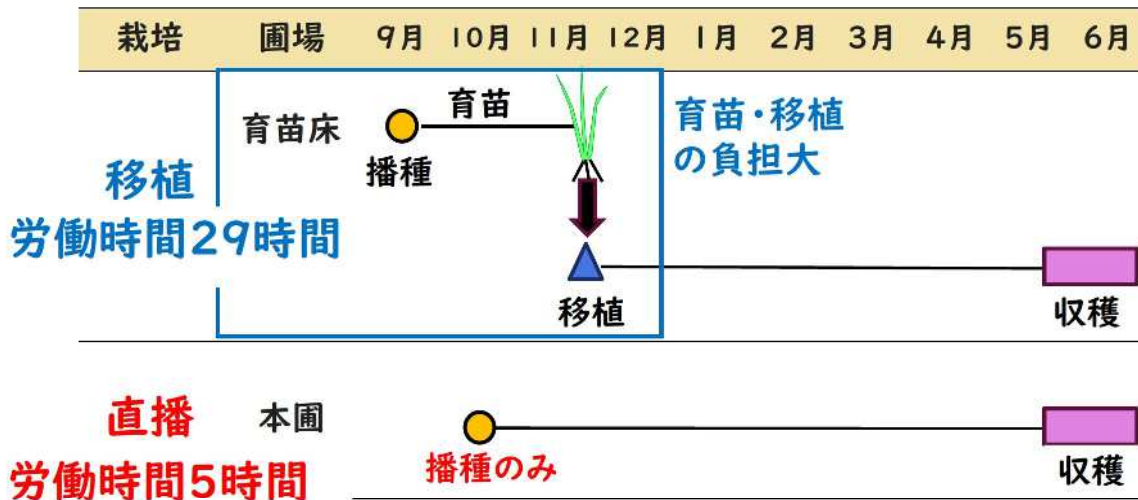 栽培 圃場 9月 10月 11月 12月 1月 2月 3月 4月 5月 6月
育苗床 育苗
播種
育苗・移植
の負担大
移植
労働時間29時間
移植 収穫
直播 本圃
播種のみ 収穫
労働時間5時間